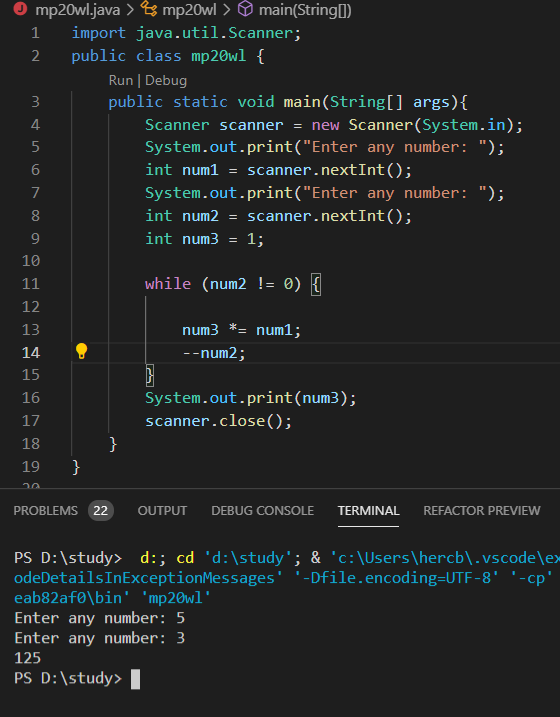 mp20wl.java > mp20wl > main(String[])
1 import java.util.Scanner;
2 public class mp20wl {
Run | Debug
3 public static void main(String[] args){
4 Scanner scanner = new Scanner(System.in);
5 System.out.print("Enter any number: ");
6 int num1 = scanner.nextInt();
7 System.out.print("Enter any number: ");
8 int num2 = scanner.nextInt();
9 int num3 = 1;
10
11 while (num2 != 0) {
12
13 num3 *= num1;
14 --num2;
15 }
16 System.out.print(num3);
17 scanner.close();
18 }
19 }
20
PROBLEMS 22 OUTPUT DEBUG CONSOLE TERMINAL REFACTOR PREVIEW
PS D:\study>  d:; cd 'd:\study'; & 'c:\Users\hercb\.vscode\ex
odeDetailsInExceptionMessages' '-Dfile.encoding=UTF-8' '-cp'
eab82af0\bin' 'mp20wl'
Enter any number: 5
Enter any number: 3
125
PS D:\study>